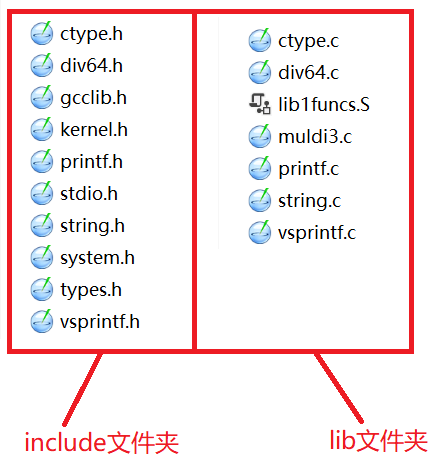 ctype.h
div64.h
gcclib.h
kernel.h
printf.h
stdio.h
string.h
system.h
types.h
vsprintf.h
ctype.c
div64.c
lib1funcs.S
muldi3.c
printf.c
string.c
vsprintf.c
include文件夹
lib文件夹